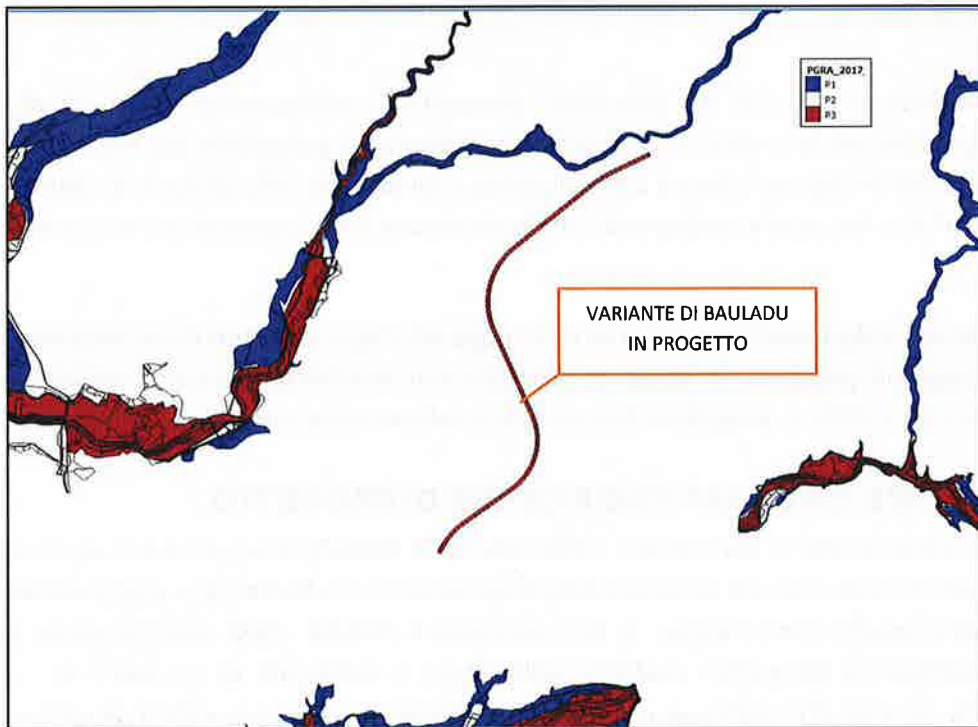 PGRA_2017
P1
P2
P3
VARIANTE DI BAULADU
IN PROGETTO